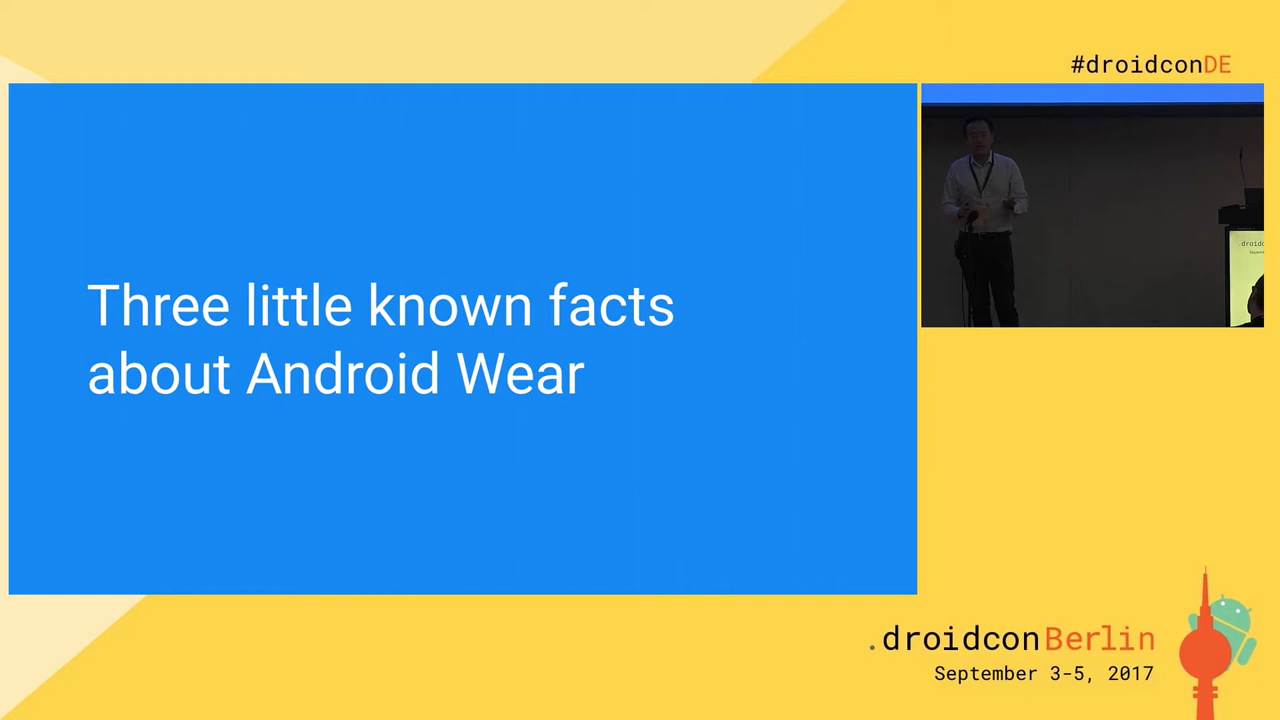 #droidconDE
Three little known facts
about Android Wear
.droidconBerlin
September 3-5, 2017